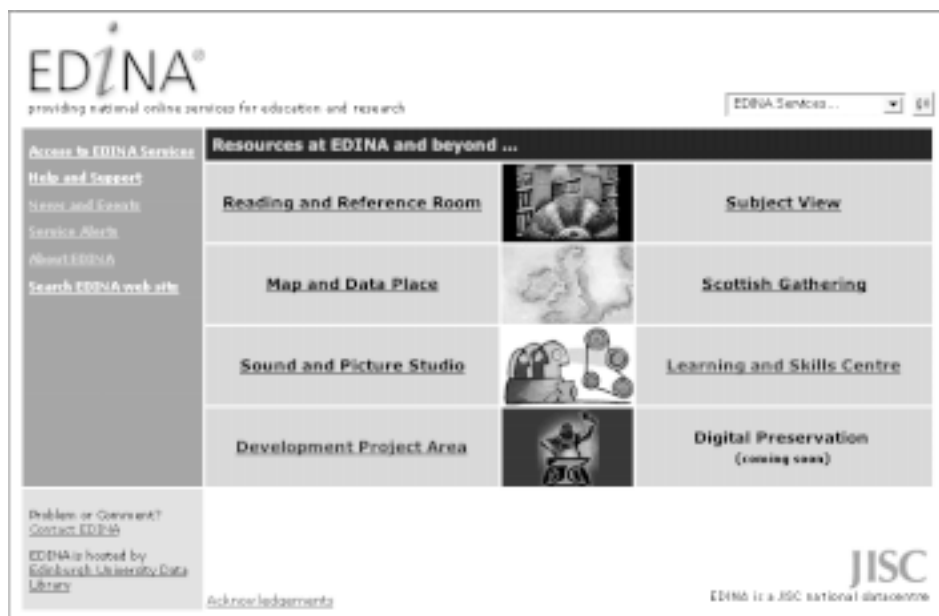 EDiNA®
providing national online services for education and research
EDINA Services...
go
Access to EDINA Services
Help and Support
News and Events
Service Alerts
About EDINA
Search EDINA web site
Resources at EDINA and beyond ...
Reading and Reference Room
Subject View
Map and Data Place
Scottish Gathering
Sound and Picture Studio
Learning and Skills Centre
Development Project Area
Digital Preservation
(coming soon)
Problem or Comment?
Contact EDINA
EDINA is hosted by
Edinburgh University Data
Library
Acknowledgements
JISC
EDINA is a JISC national datacentre